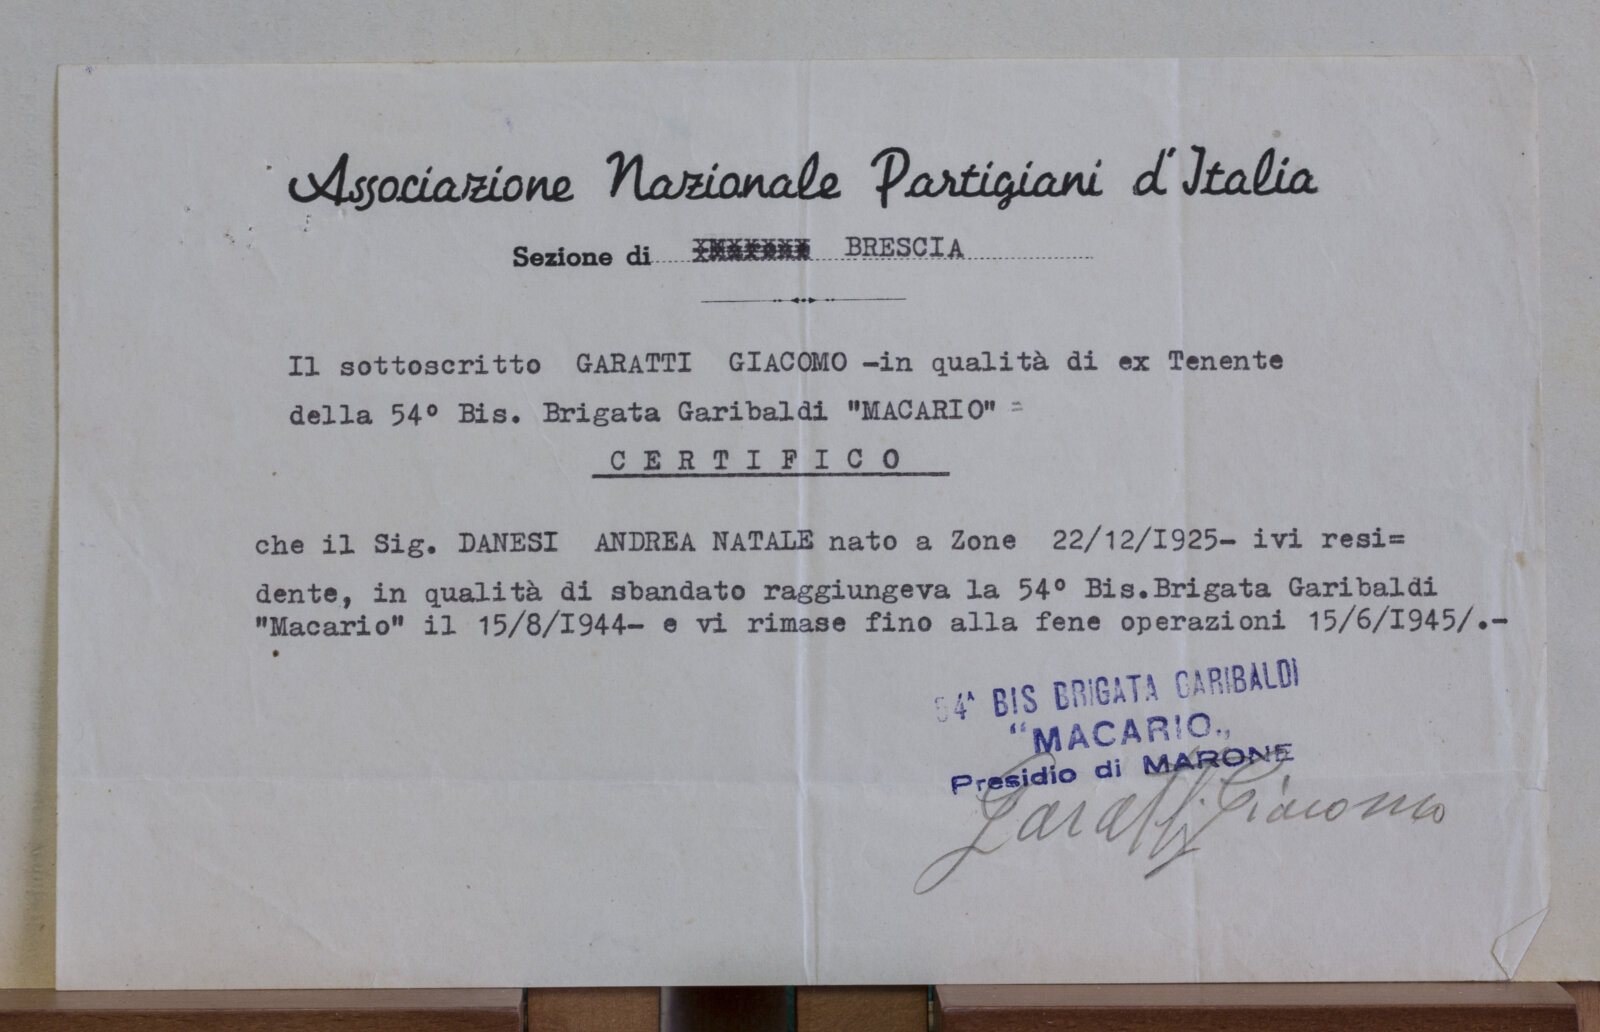 Associazione Nazionale Partigiani d'Italia
Sezione di BRESCIA
Il sottoscritto GARATTI GIACOMO -in qualità di ex Tenente
della 54° Bis. Brigata Garibaldi "MACARIO" =
C E R T I F I C O
che il Sig. DANESI ANDREA NATALE nato a Zone 22/12/I925- ivi resi=
dente, in qualità di sbandato raggiungeva la 54° Bis.Brigata Garibaldi
"Macario" il 15/8/I944- e vi rimase fino alla fene operazioni 15/6/I945/.-
54^ BIS BRIGATA GARIBALDI
"MACARIO„
Presidio di MARONE
Garatti Giacomo